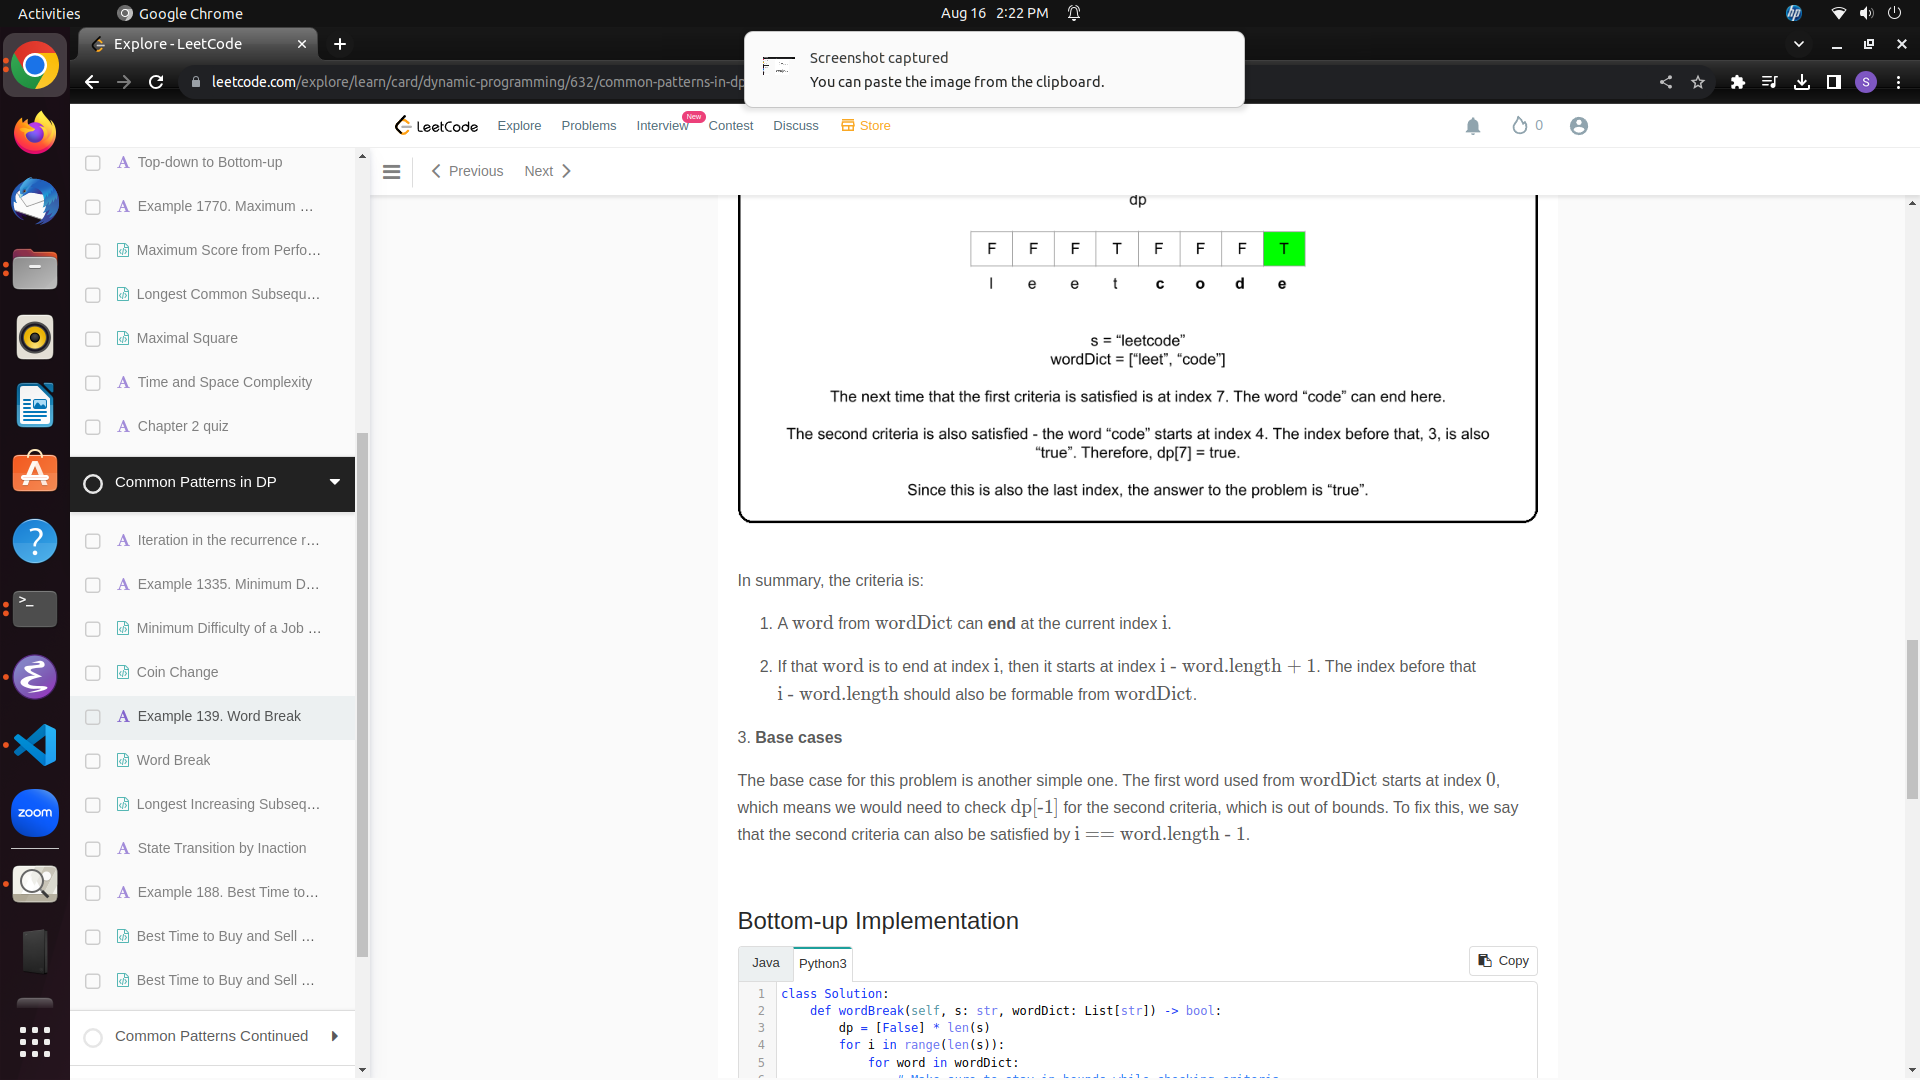 Activities
Google Chrome
Aug 16 2:22 PM
Explore - LeetCode
leetcode.com/explore/learn/card/dynamic-programming/632/common-patterns-in-dp
Screenshot captured
You can paste the image from the clipboard.
S
LeetCode
Explore
Problems
Interview
New
Contest
Discuss
Store
0
Top-down to Bottom-up
Example 1770. Maximum ...
Maximum Score from Perfo...
Longest Common Subsequ...
Maximal Square
Time and Space Complexity
Chapter 2 quiz
Common Patterns in DP
Iteration in the recurrence r...
Example 1335. Minimum D...
Minimum Difficulty of a Job ...
Coin Change
Example 139. Word Break
Word Break
Longest Increasing Subseq...
State Transition by Inaction
Example 188. Best Time to...
Best Time to Buy and Sell ...
Best Time to Buy and Sell ...
Common Patterns Continued
zoom
Previous
Next
dp
F F F T F F F T
l e e t c o d e
s = “leetcode”
wordDict = [“leet”, “code”]
The next time that the first criteria is satisfied is at index 7. The word “code” can end here.
The second criteria is also satisfied - the word “code” starts at index 4. The index before that, 3, is also
“true”. Therefore, dp[7] = true.
Since this is also the last index, the answer to the problem is “true”.
In summary, the criteria is:
1. A word from wordDict can end at the current index i.
2. If that word is to end at index i, then it starts at index i - word.length + 1. The index before that
i - word.length should also be formable from wordDict.
3. Base cases
The base case for this problem is another simple one. The first word used from wordDict starts at index 0,
which means we would need to check dp[-1] for the second criteria, which is out of bounds. To fix this, we say
that the second criteria can also be satisfied by i == word.length - 1.
Bottom-up Implementation
Java
Python3
Copy
1 class Solution:
2 def wordBreak(self, s: str, wordDict: List[str]) -> bool:
3 dp = [False] * len(s)
4 for i in range(len(s)):
5 for word in wordDict: